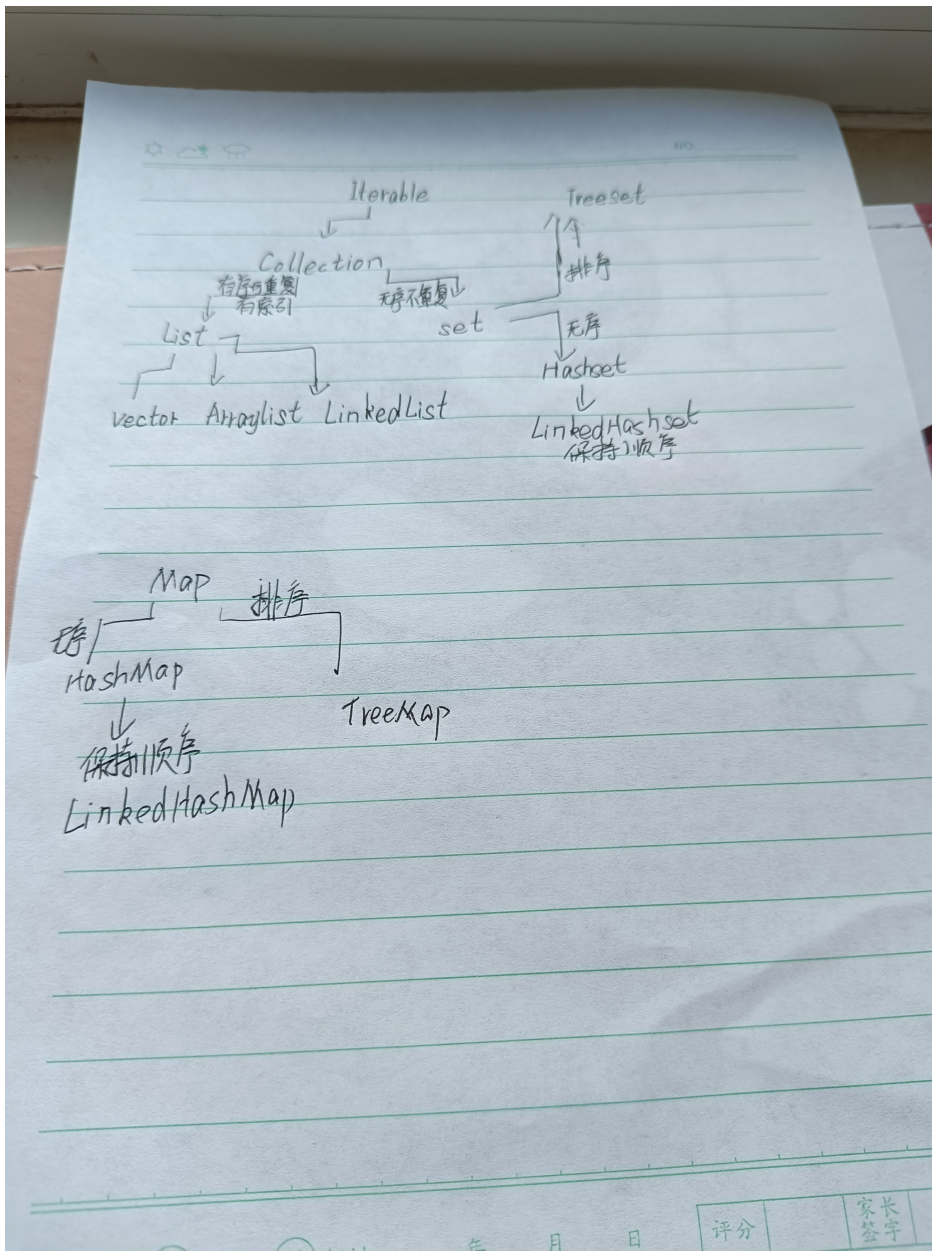 NO
Iterable
Treeset
Collection
排序
有序可重复
有索引
无序不重复
List
set
无序
Hashset
vector Arraylist LinkedList
LinkedHashset
保持顺序
Map
排序
无序
HashMap
TreeMap
保持顺序
LinkedHashMap
评分
家长
签字
年 月 日